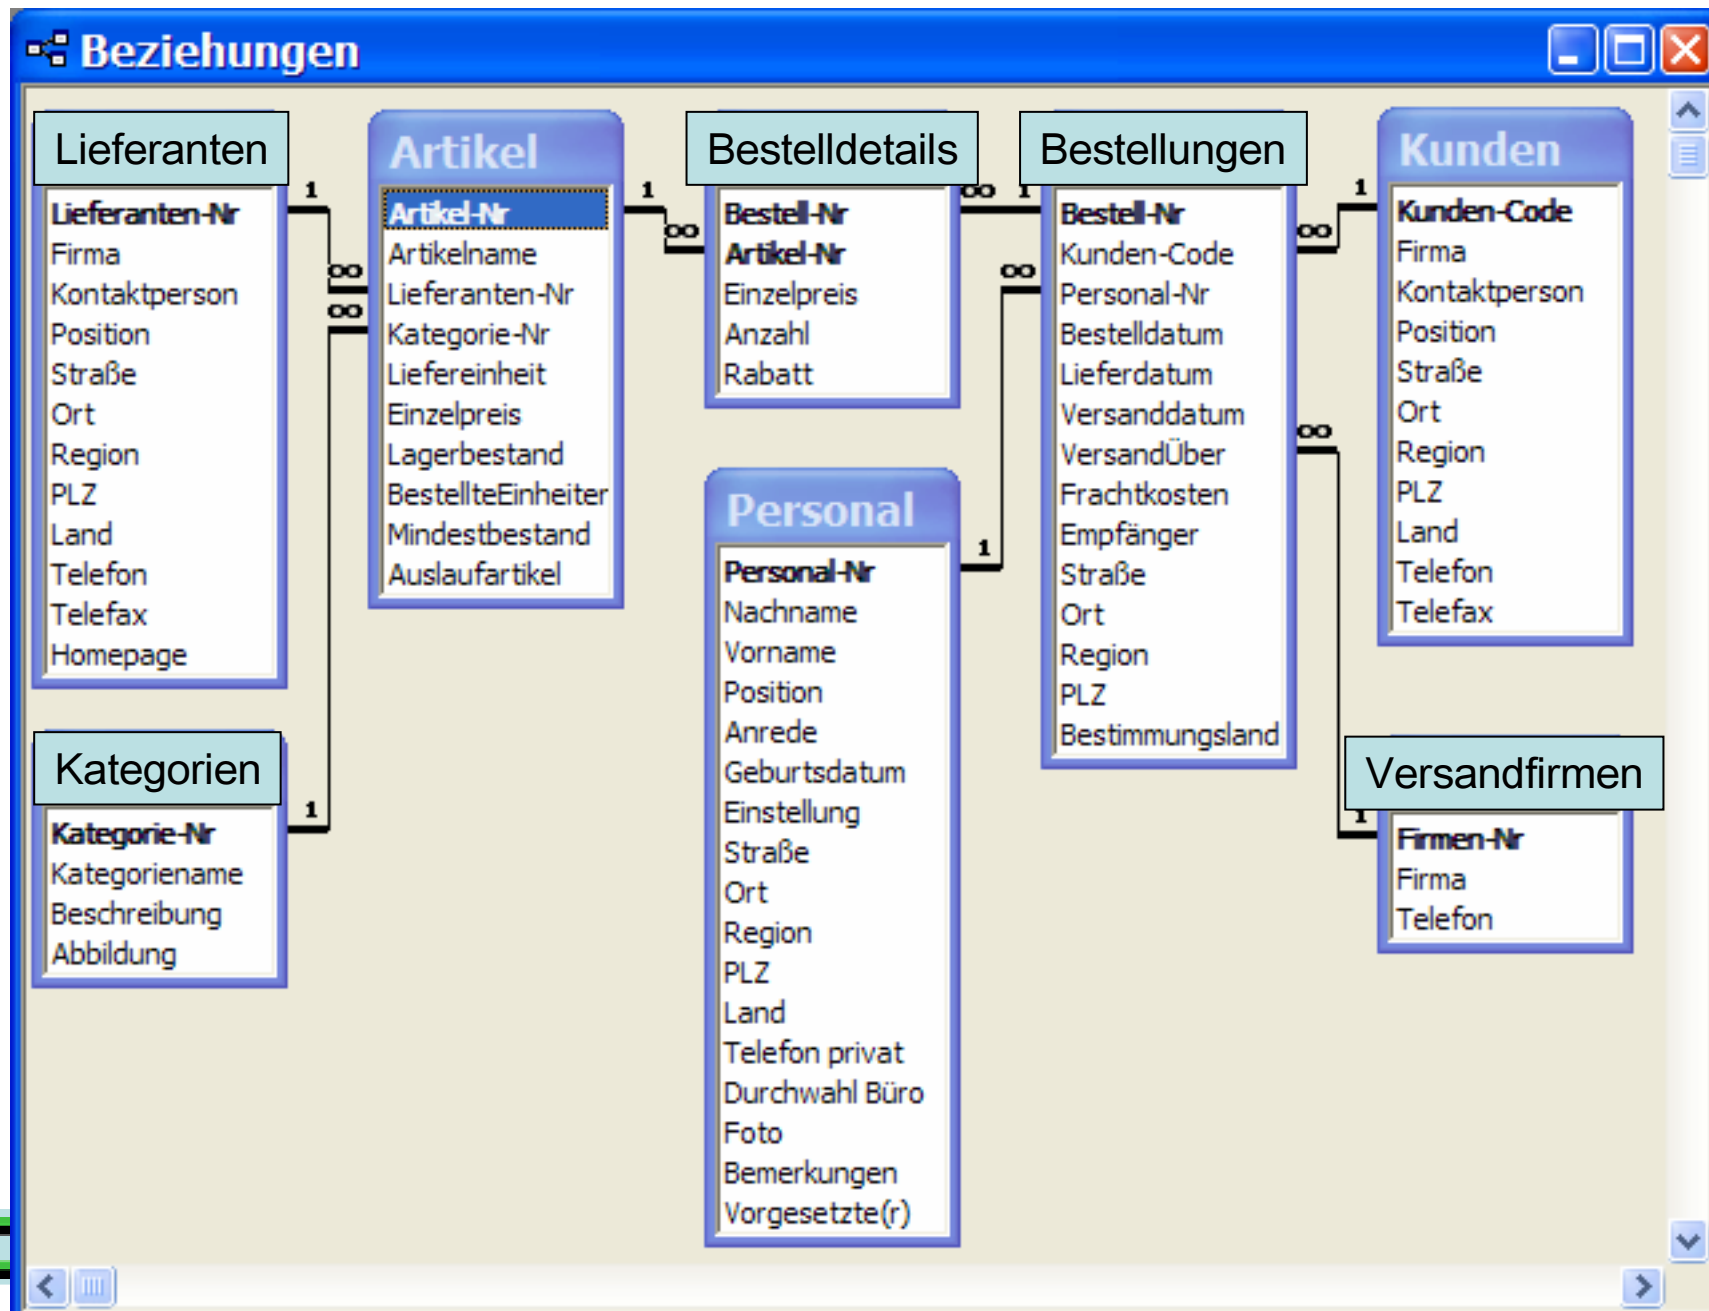 Beziehungen
Lieferanten
Lieferanten-Nr
Firma
Kontaktperson
Position
Straße
Ort
Region
PLZ
Land
Telefon
Telefax
Homepage
1
∞
Kategorien
Kategorie-Nr
Kategoriename
Beschreibung
Abbildung
1
∞
Artikel
Artikel-Nr
Artikelname
Lieferanten-Nr
Kategorie-Nr
Liefereinheit
Einzelpreis
Lagerbestand
BestellteEinheiter
Mindestbestand
Auslaufartikel
1
∞
Bestelldetails
Bestell-Nr
Artikel-Nr
Einzelpreis
Anzahl
Rabatt
∞
1
Personal
Personal-Nr
Nachname
Vorname
Position
Anrede
Geburtsdatum
Einstellung
Straße
Ort
Region
PLZ
Land
Telefon privat
Durchwahl Büro
Foto
Bemerkungen
Vorgesetzte(r)
1
∞
Bestellungen
Bestell-Nr
Kunden-Code
Personal-Nr
Bestelldatum
Lieferdatum
Versanddatum
VersandÜber
Frachtkosten
Empfänger
Straße
Ort
Region
PLZ
Bestimmungsland
∞
1
Kunden
Kunden-Code
Firma
Kontaktperson
Position
Straße
Ort
Region
PLZ
Land
Telefon
Telefax
∞
1
Versandfirmen
Firmen-Nr
Firma
Telefon